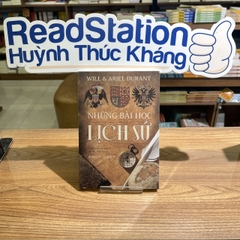 ReadStation
Huỳnh Thúc Kháng
WILL & ARIEL DURANT
NHỮNG BÀI HỌC
LỊCH SỬ